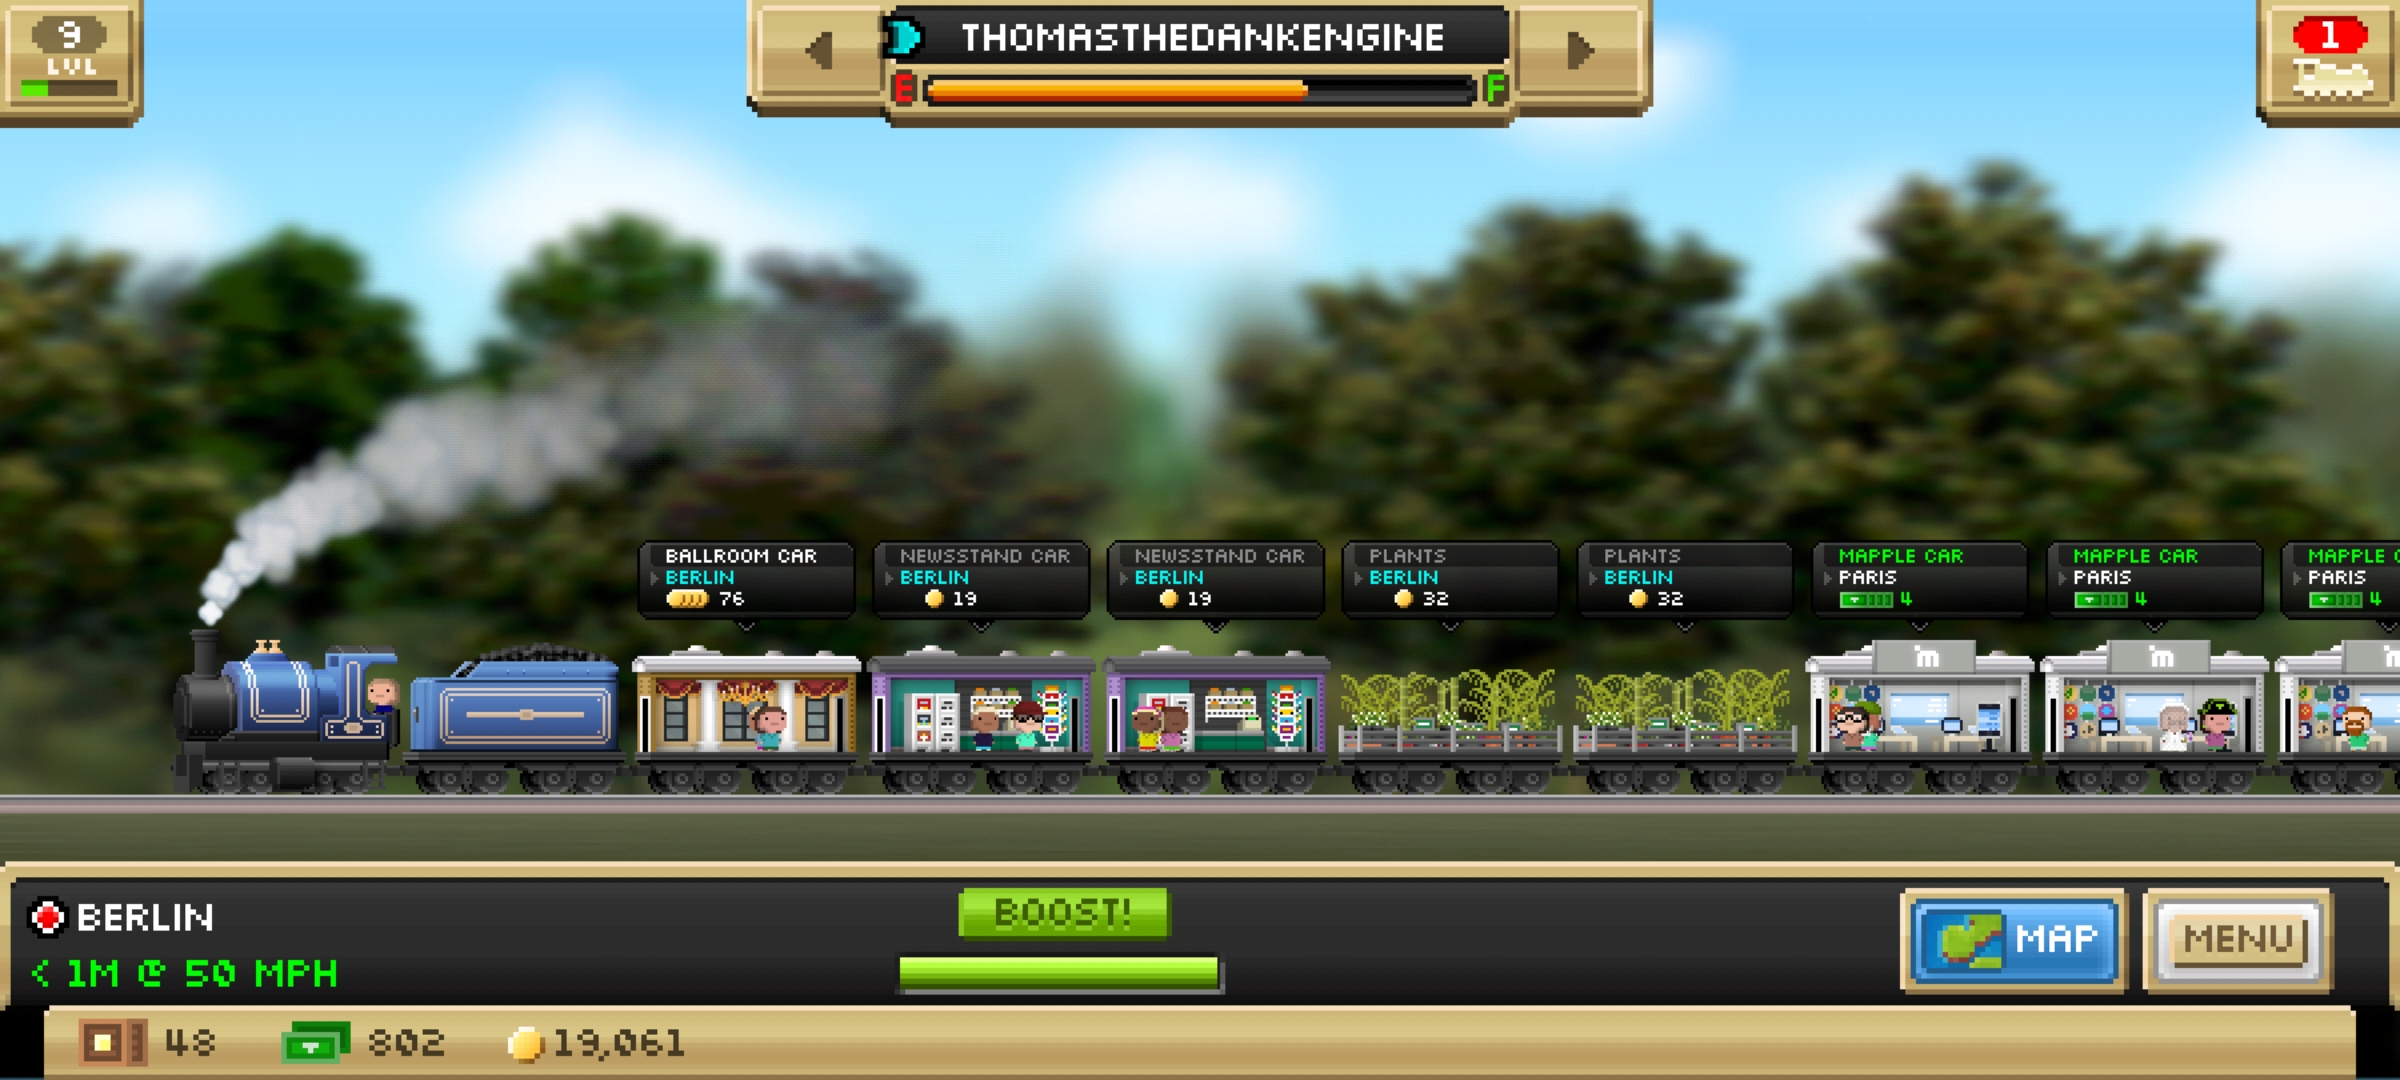 9
LVL
THOMASTHEDANKENGINE
E F
1
BALLROOM CAR
BERLIN
76
NEWSSTAND CAR
BERLIN
19
NEWSSTAND CAR
BERLIN
19
PLANTS
BERLIN
32
PLANTS
BERLIN
32
MAPPLE CAR
PARIS
4
MAPPLE CAR
PARIS
4
MAPPLE C
PARIS
4
m
m
BERLIN
< 1M @ 50 MPH
BOOST!
MAP
MENU
48
802
19,061